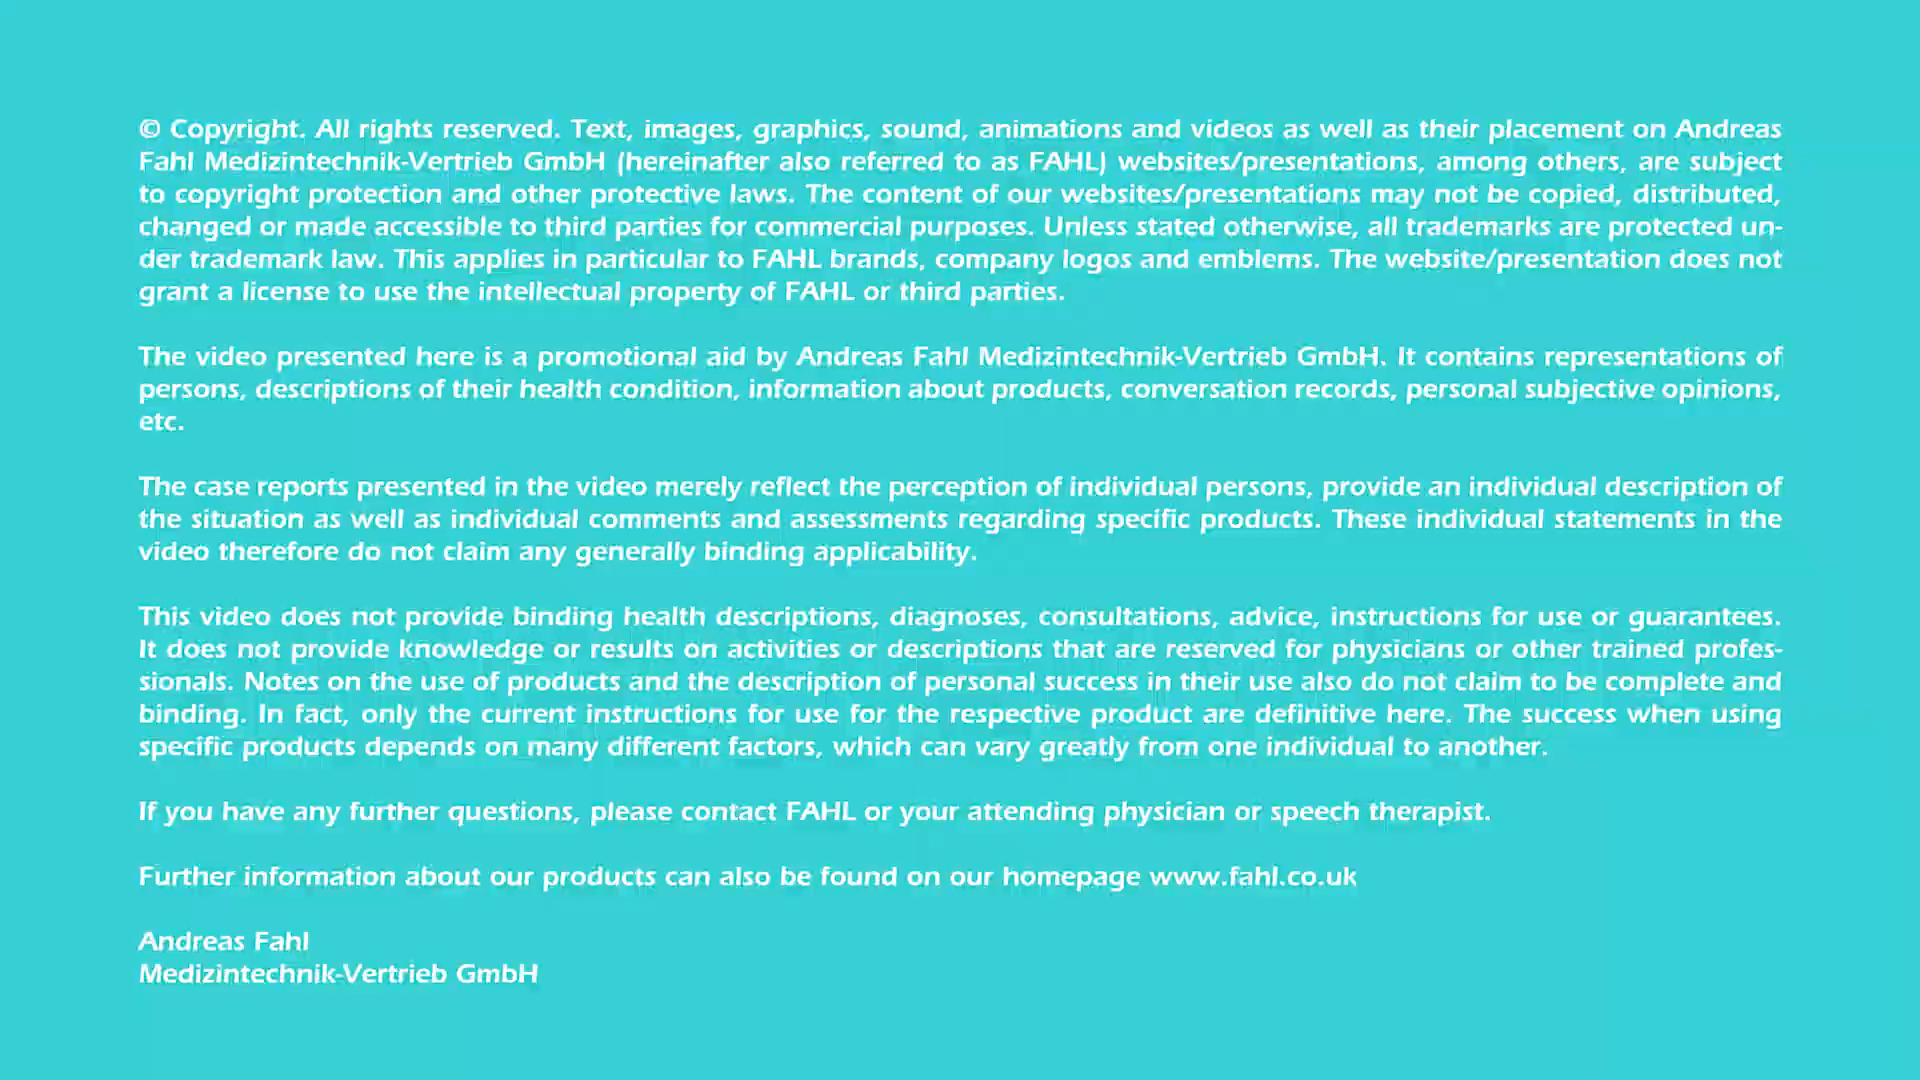 © Copyright. All rights reserved. Text, images, graphics, sound, animations and videos as well as their placement on Andreas
Fahl Medizintechnik-Vertrieb GmbH (hereinafter also referred to as FAHL) websites/presentations, among others, are subject
to copyright protection and other protective laws. The content of our websites/presentations may not be copied, distributed,
changed or made accessible to third parties for commercial purposes. Unless stated otherwise, all trademarks are protected un-
der trademark law. This applies in particular to FAHL brands, company logos and emblems. The website/presentation does not
grant a license to use the intellectual property of FAHL or third parties.
The video presented here is a promotional aid by Andreas Fahl Medizintechnik-Vertrieb GmbH. It contains representations of
persons, descriptions of their health condition, information about products, conversation records, personal subjective opinions,
etc.
The case reports presented in the video merely reflect the perception of individual persons, provide an individual description of
the situation as well as individual comments and assessments regarding specific products. These individual statements in the
video therefore do not claim any generally binding applicability.
This video does not provide binding health descriptions, diagnoses, consultations, advice, instructions for use or guarantees.
It does not provide knowledge or results on activities or descriptions that are reserved for physicians or other trained profes-
sionals. Notes on the use of products and the description of personal success in their use also do not claim to be complete and
binding. In fact, only the current instructions for use for the respective product are definitive here. The success when using
specific products depends on many different factors, which can vary greatly from one individual to another.
If you have any further questions, please contact FAHL or your attending physician or speech therapist.
Further information about our products can also be found on our homepage www.fahl.co.uk
Andreas Fahl
Medizintechnik-Vertrieb GmbH